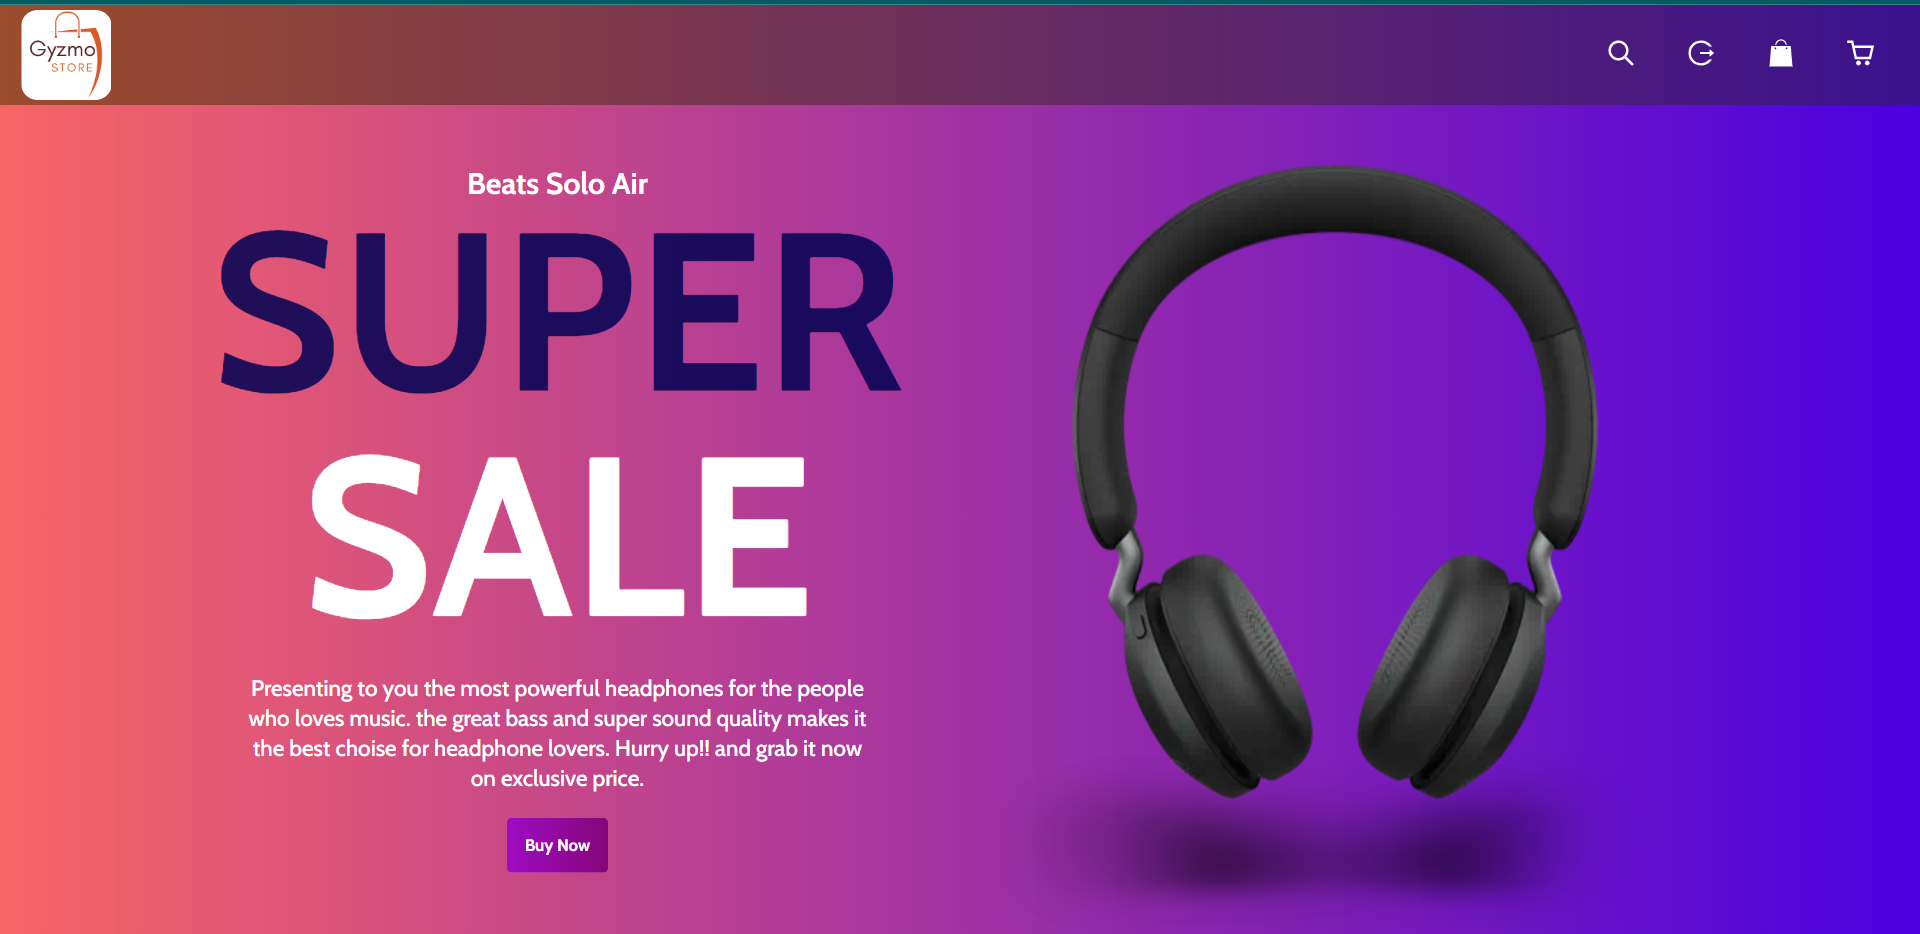 Gyzmo
STORE
Beats Solo Air
SUPER
SALE
Presenting to you the most powerful headphones for the people
who loves music. the great bass and super sound quality makes it
the best choise for headphone lovers. Hurry up!! and grab it now
on exclusive price.
Buy Now